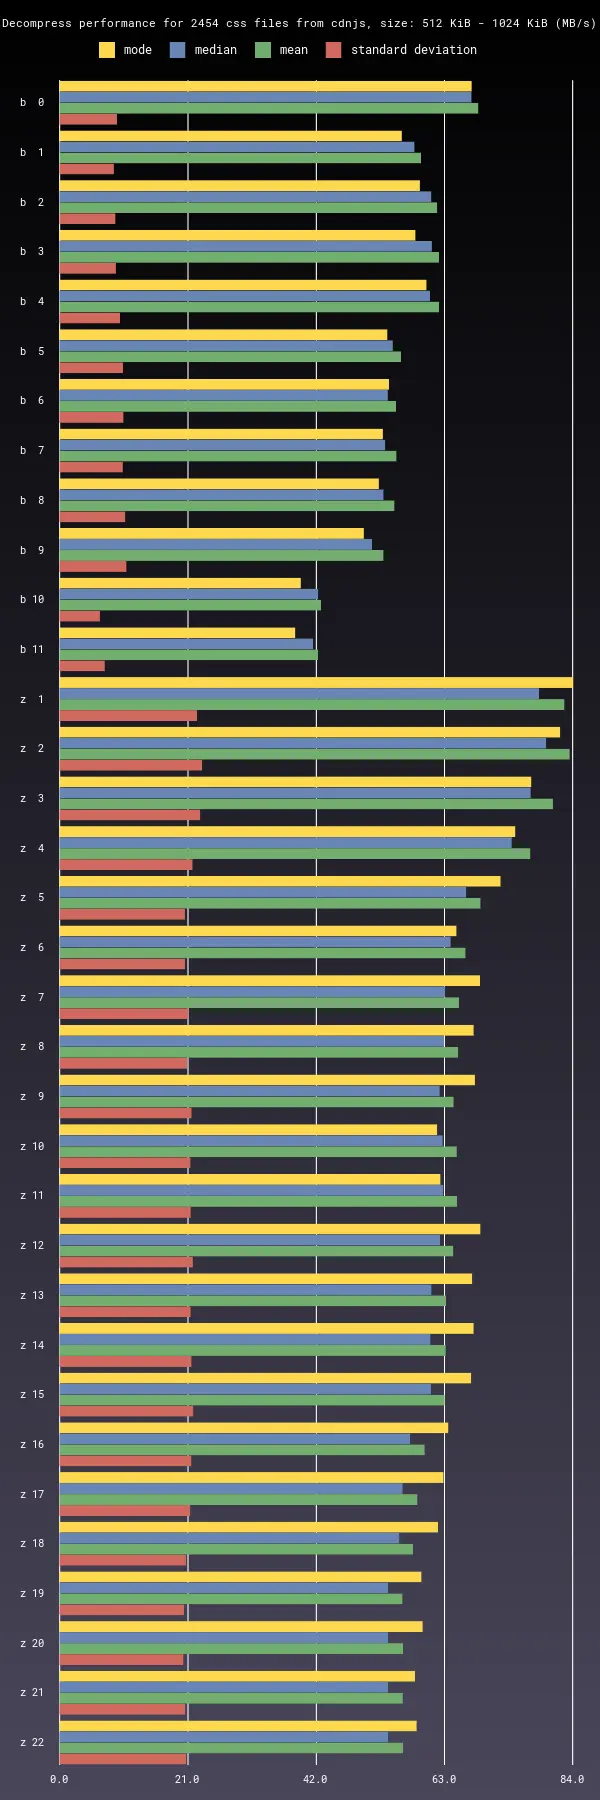 Decompress performance for 2454 css files from cdnjs, size: 512 KiB - 1024 KiB (MB/s)
mode median mean standard deviation
b 0
b 1
b 2
b 3
b 4
b 5
b 6
b 7
b 8
b 9
b 10
b 11
z 1
z 2
z 3
z 4
z 5
z 6
z 7
z 8
z 9
z 10
z 11
z 12
z 13
z 14
z 15
z 16
z 17
z 18
z 19
z 20
z 21
z 22
0.0 21.0 42.0 63.0 84.0